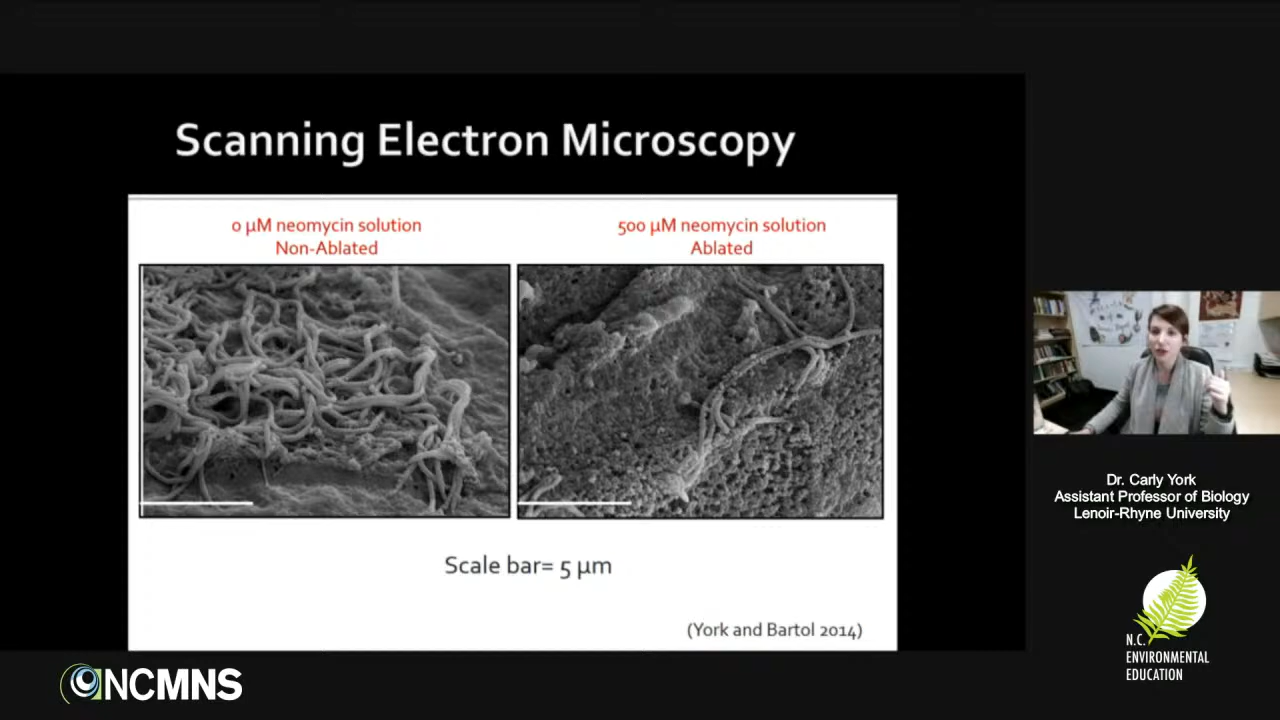 Scanning Electron Microscopy
0 µM neomycin solution
Non-Ablated
500 µM neomycin solution
Ablated
Scale bar= 5 µm
(York and Bartol 2014)
Dr. Carly York
Assistant Professor of Biology
Lenoir-Rhyne University
N.C.
ENVIRONMENTAL
EDUCATION
NCMNS